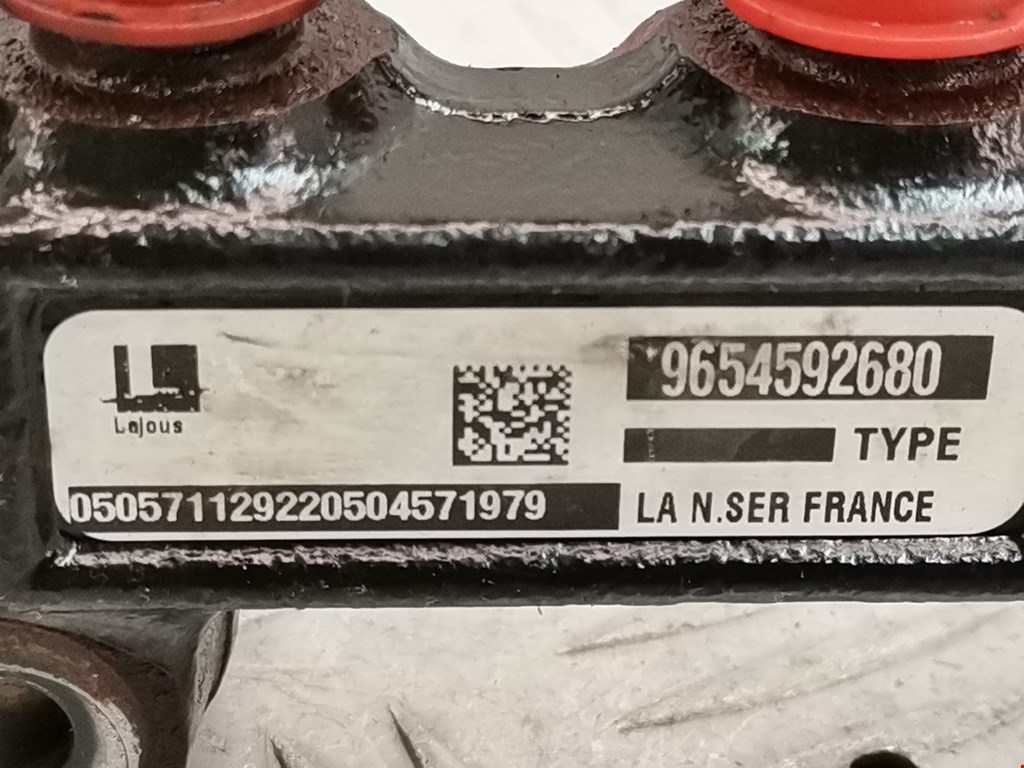 Lajous
9654592680
TYPE
050571129220504571979
LA N.SER FRANCE